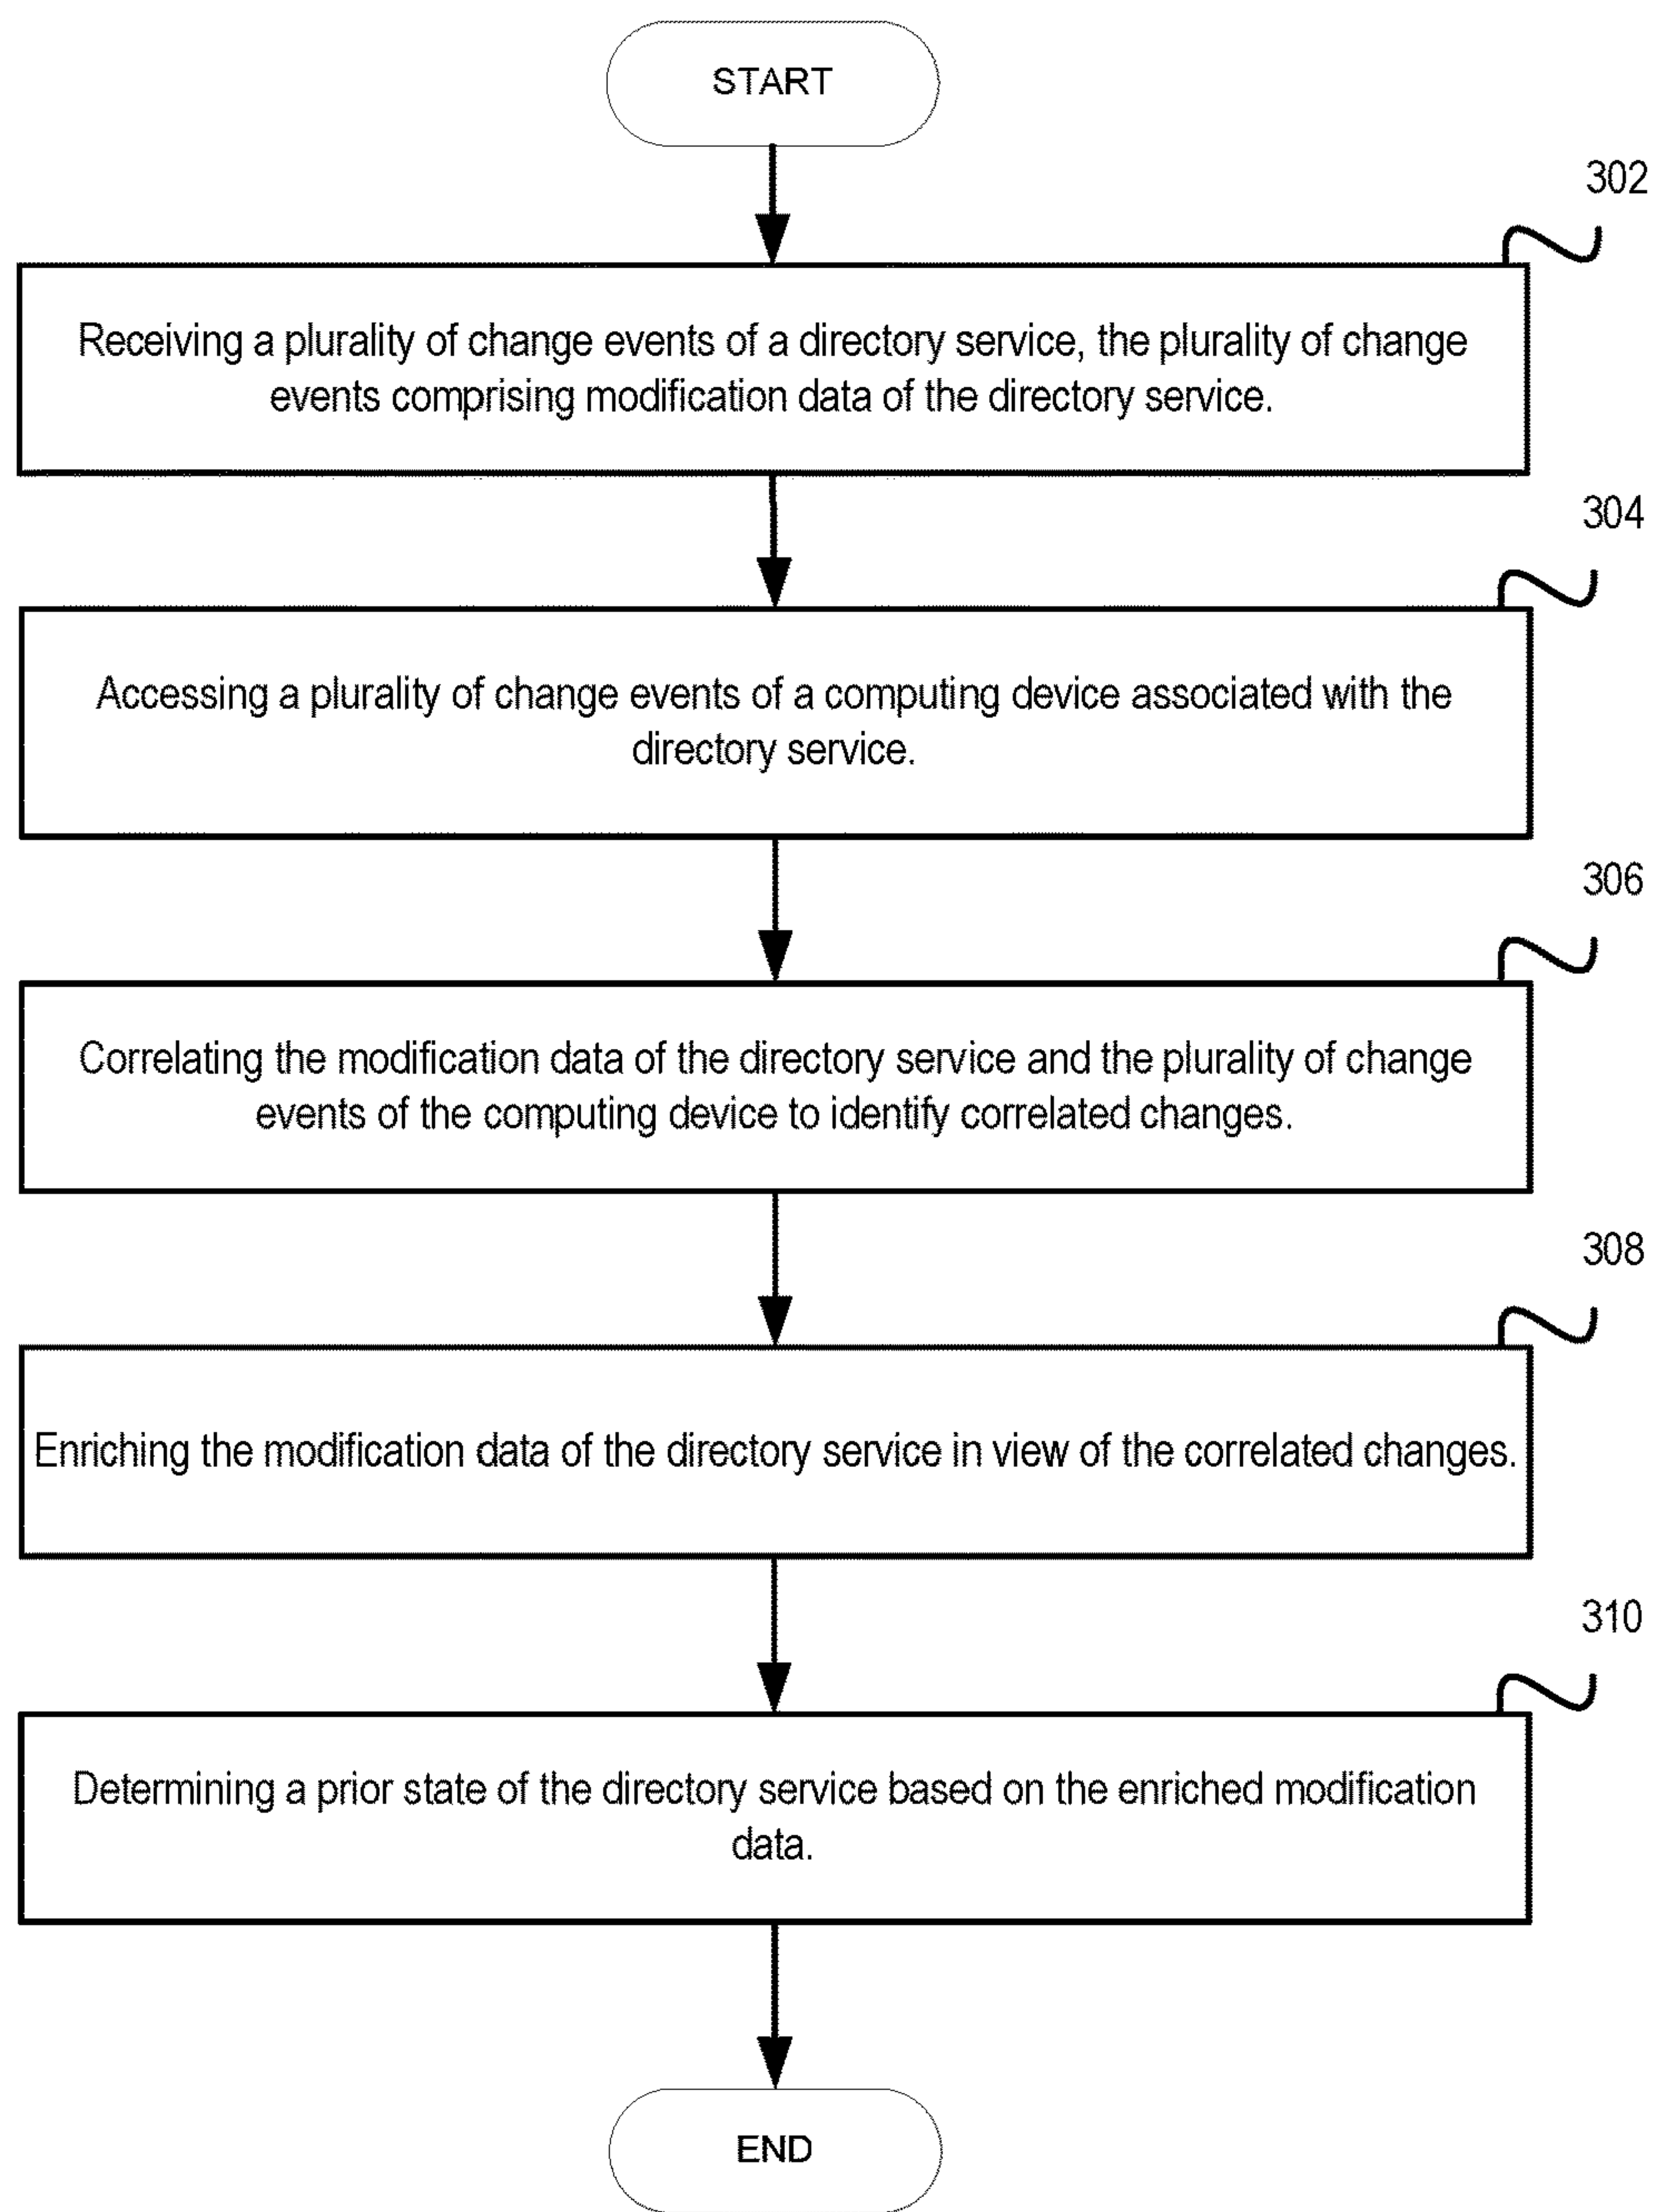 START
302
Receiving a plurality of change events of a directory service, the plurality of change
events comprising modification data of the directory service.
304
Accessing a plurality of change events of a computing device associated with the
directory service.
306
Correlating the modification data of the directory service and the plurality of change
events of the computing device to identify correlated changes.
308
Enriching the modification data of the directory service in view of the correlated changes.
310
Determining a prior state of the directory service based on the enriched modification
data.
END